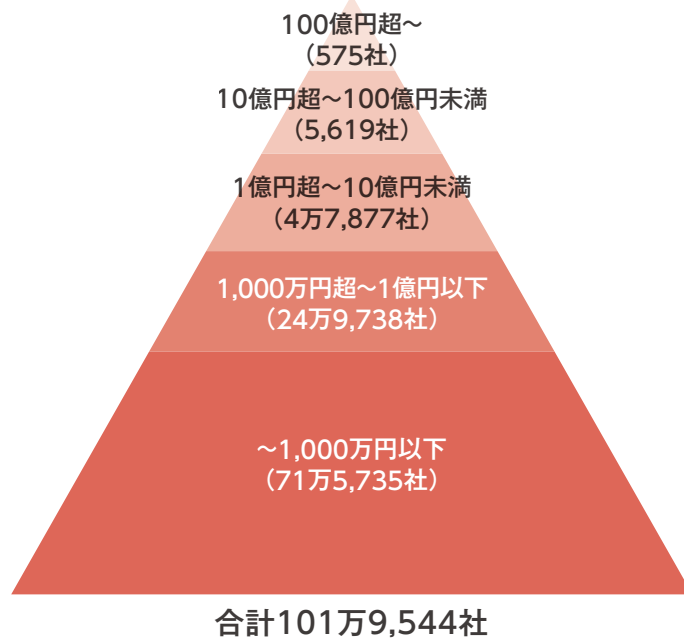 100億円超～
（575社）
10億円超～100億円未満
（5,619社）
1億円超～10億円未満
（4万7,877社）
1,000万円超～1億円以下
（24万9,738社）
～1,000万円以下
（71万5,735社）
合計101万9,544社